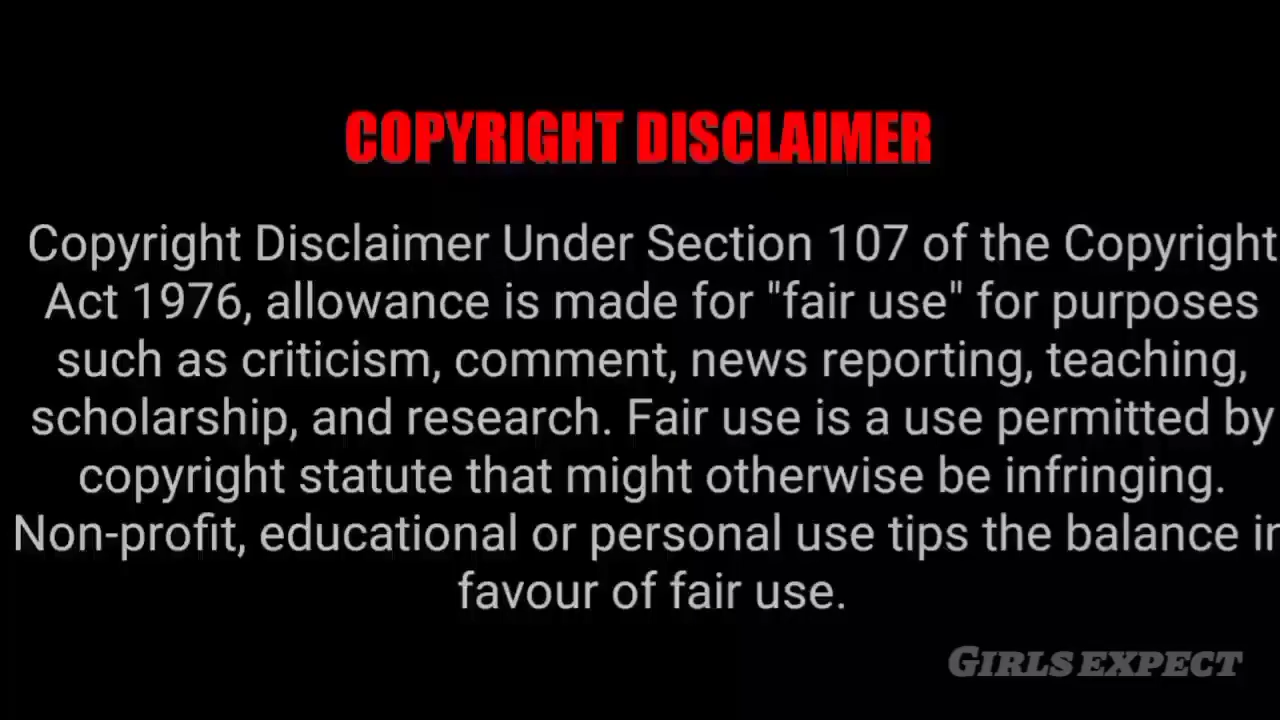 COPYRIGHT DISCLAIMER
Copyright Disclaimer Under Section 107 of the Copyright
Act 1976, allowance is made for "fair use" for purposes
such as criticism, comment, news reporting, teaching,
scholarship, and research. Fair use is a use permitted by
copyright statute that might otherwise be infringing.
Non-profit, educational or personal use tips the balance in
favour of fair use.
GIRLS EXPECT